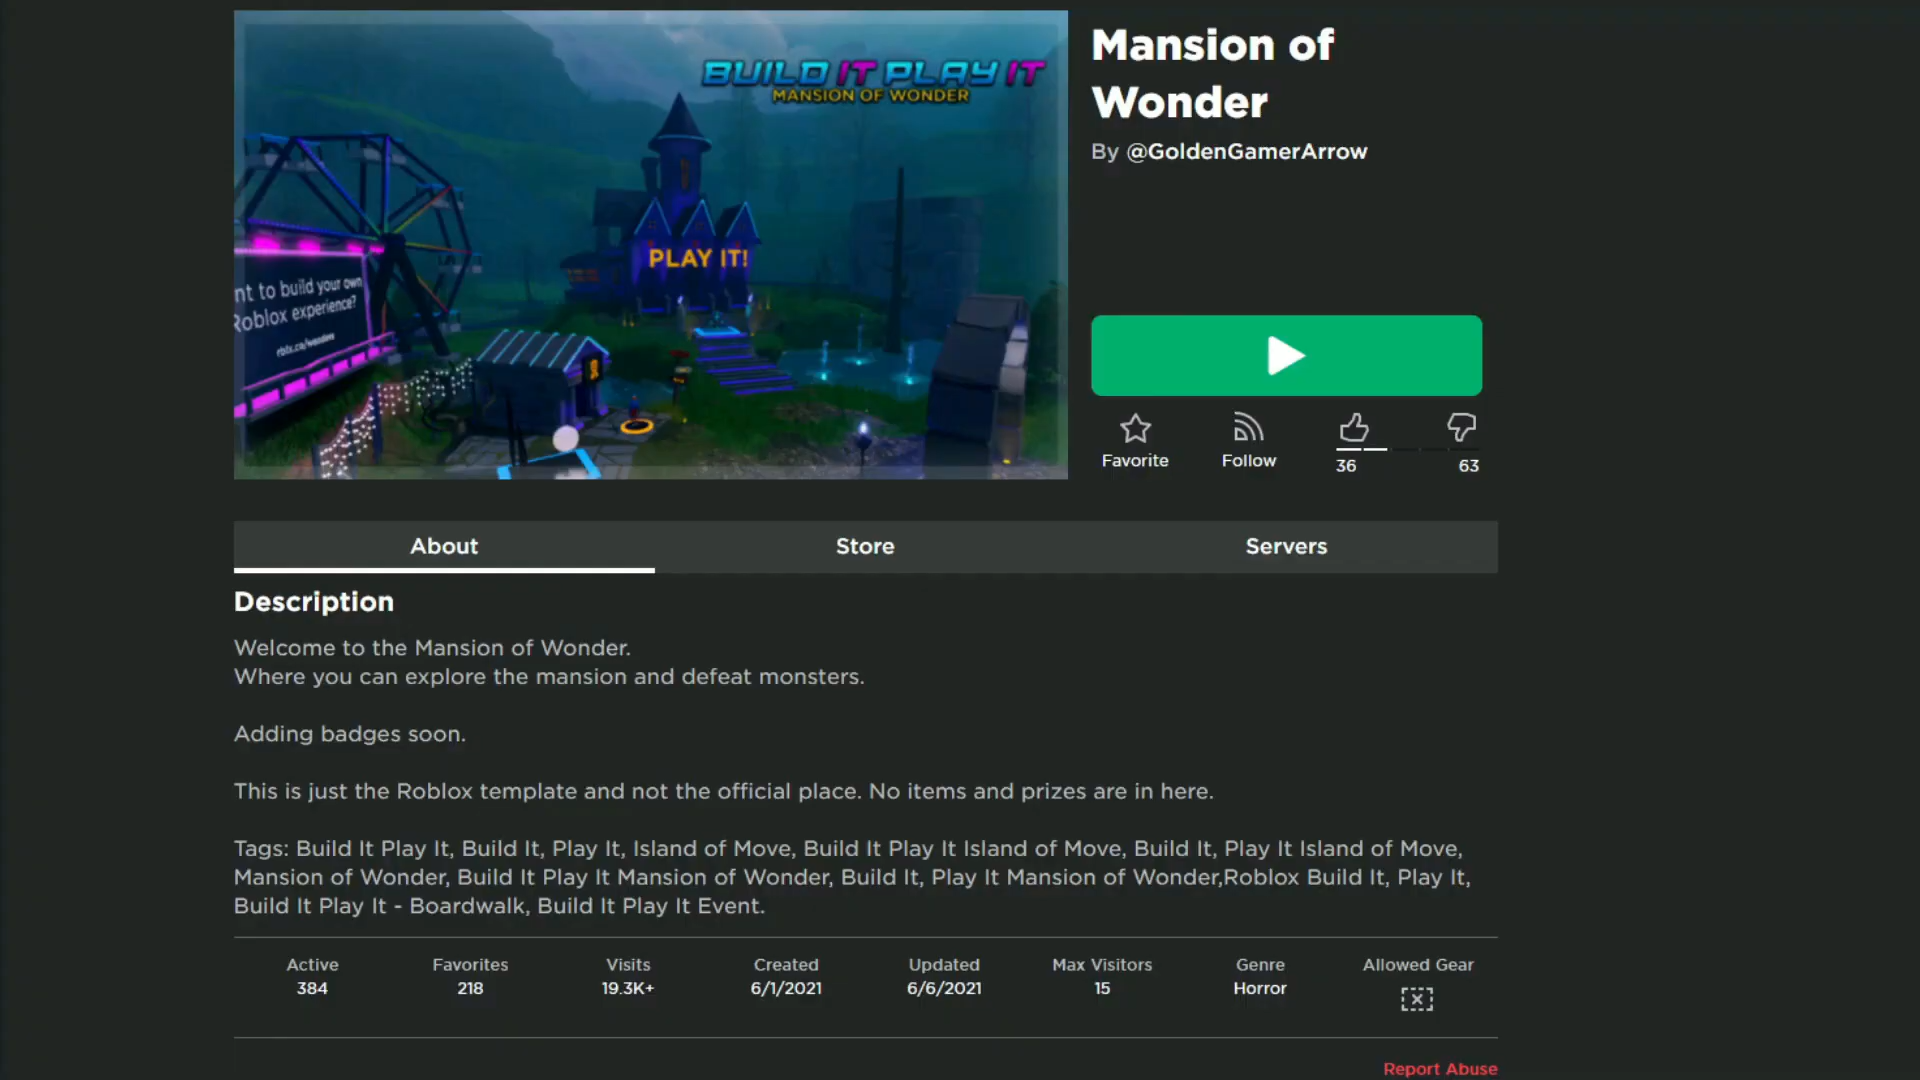 BUILD IT PLAY IT
MANSION OF WONDER
PLAY IT!
nt to build your own
Roblox experience?
rblx.co/wonders
Mansion of
Wonder
By @GoldenGamerArrow
Favorite
Follow
36
63
About
Store
Servers
Description
Welcome to the Mansion of Wonder.
Where you can explore the mansion and defeat monsters.
Adding badges soon.
This is just the Roblox template and not the official place. No items and prizes are in here.
Tags: Build It Play It, Build It, Play It, Island of Move, Build It Play It Island of Move, Build It, Play It Island of Move,
Mansion of Wonder, Build It Play It Mansion of Wonder, Build It, Play It Mansion of Wonder,Roblox Build It, Play It,
Build It Play It - Boardwalk, Build It Play It Event.
Active
384
Favorites
218
Visits
19.3K+
Created
6/1/2021
Updated
6/6/2021
Max Visitors
15
Genre
Horror
Allowed Gear
Report Abuse